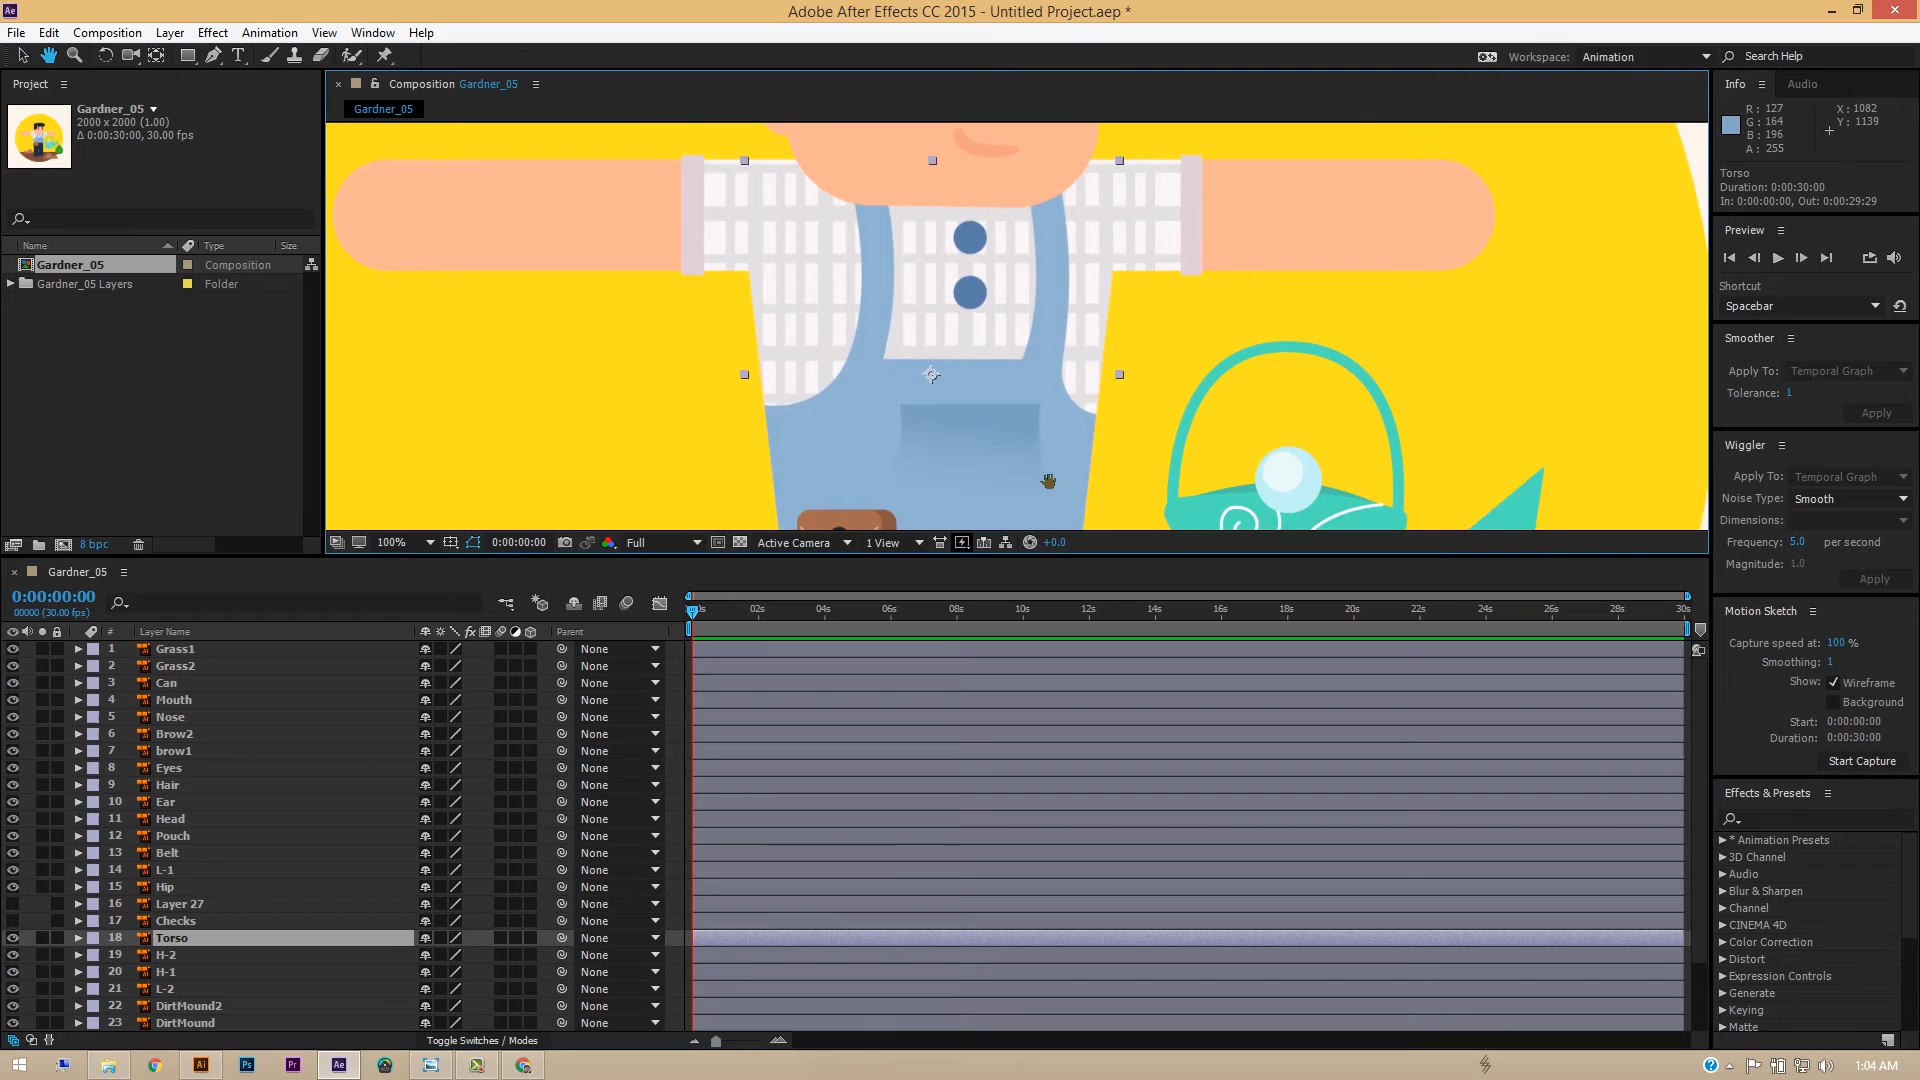 Ae
Adobe After Effects CC 2015 - Untitled Project.aep *
File Edit Composition Layer Effect Animation View Window Help
T
Workspace: Animation
Search Help
Project
Gardner_05
2000 x 2000 (1.00)
Δ 0:00:30:00, 30.00 fps
Name Type Size
Gardner_05 Composition
Gardner_05 Layers Folder
8 bpc
Composition Gardner_05
Gardner_05
100% 0:00:00:00 Full Active Camera 1 View +0.0
Info Audio
R: 127 X: 1082
G: 164 Y: 1139
B: 196
A: 255
Torso
Duration: 0:00:30:00
In: 0:00:00:00, Out: 0:00:29:29
Preview
Shortcut
Spacebar
Smoother
Apply To: Temporal Graph
Tolerance: 1
Apply
Wiggler
Apply To: Temporal Graph
Noise Type: Smooth
Dimensions:
Frequency: 5.0 per second
Magnitude: 1.0
Apply
Motion Sketch
Capture speed at: 100 %
Smoothing: 1
Show: Wireframe
Background
Start: 0:00:00:00
Duration: 0:00:30:00
Start Capture
Effects & Presets
* Animation Presets
3D Channel
Audio
Blur & Sharpen
Channel
CINEMA 4D
Color Correction
Distort
Expression Controls
Generate
Keying
Matte
Gardner_05
0:00:00:00
00000 (30.00 fps)
02s 04s 06s 08s 10s 12s 14s 16s 18s 20s 22s 24s 26s 28s 30s
# Layer Name fx Parent
1 Grass1 None
2 Grass2 None
3 Can None
4 Mouth None
5 Nose None
6 Brow2 None
7 brow1 None
8 Eyes None
9 Hair None
10 Ear None
11 Head None
12 Pouch None
13 Belt None
14 L-1 None
15 Hip None
16 Layer 27 None
17 Checks None
18 Torso None
19 H-2 None
20 H-1 None
21 L-2 None
22 DirtMound2 None
23 DirtMound None
Toggle Switches / Modes
Ai Ps Pr Ae
1:04 AM